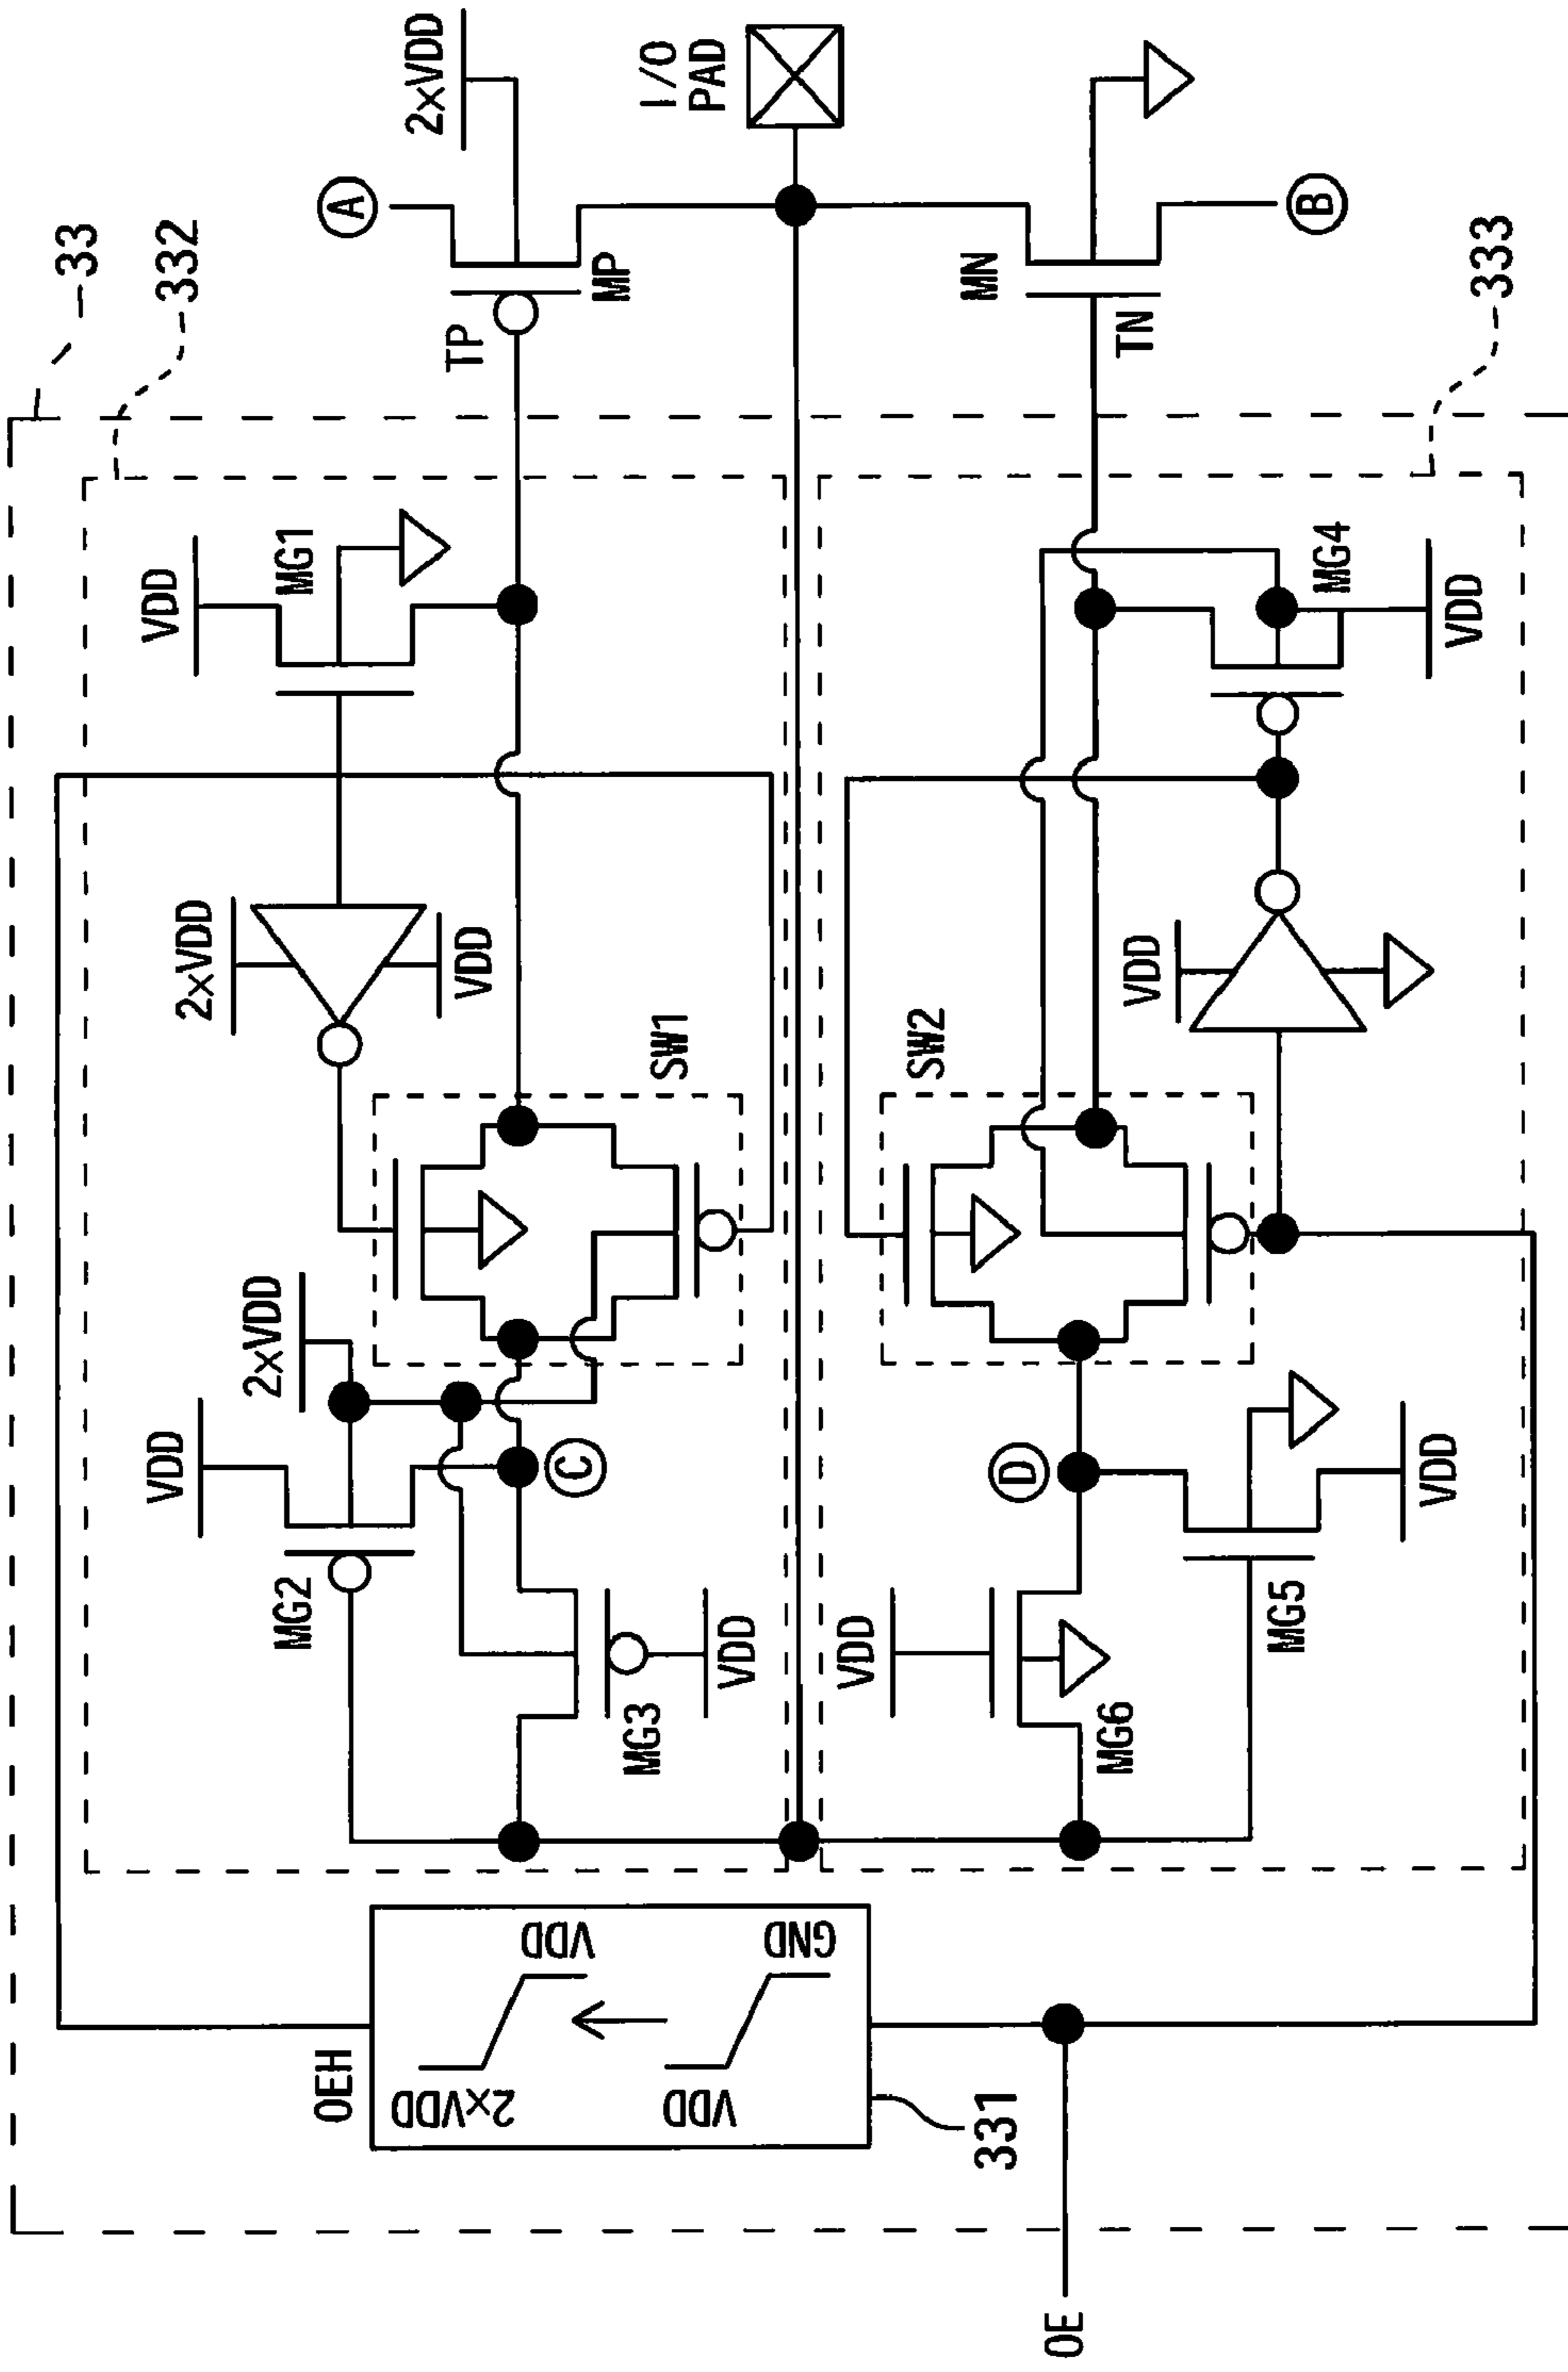 33
332
A
2×VDD
I/O
PAD
TP
MP
MN
TN
B
333
VDD
MG1
MG4
VDD
2×VDD
VDD
SW1
SW2
VDD
2×VDD
VDD
C
D
VDD
MG2
MG3
VDD
VDD
MG6
MG5
OEH
2×VDD
VDD
VDD
GND
331
OE